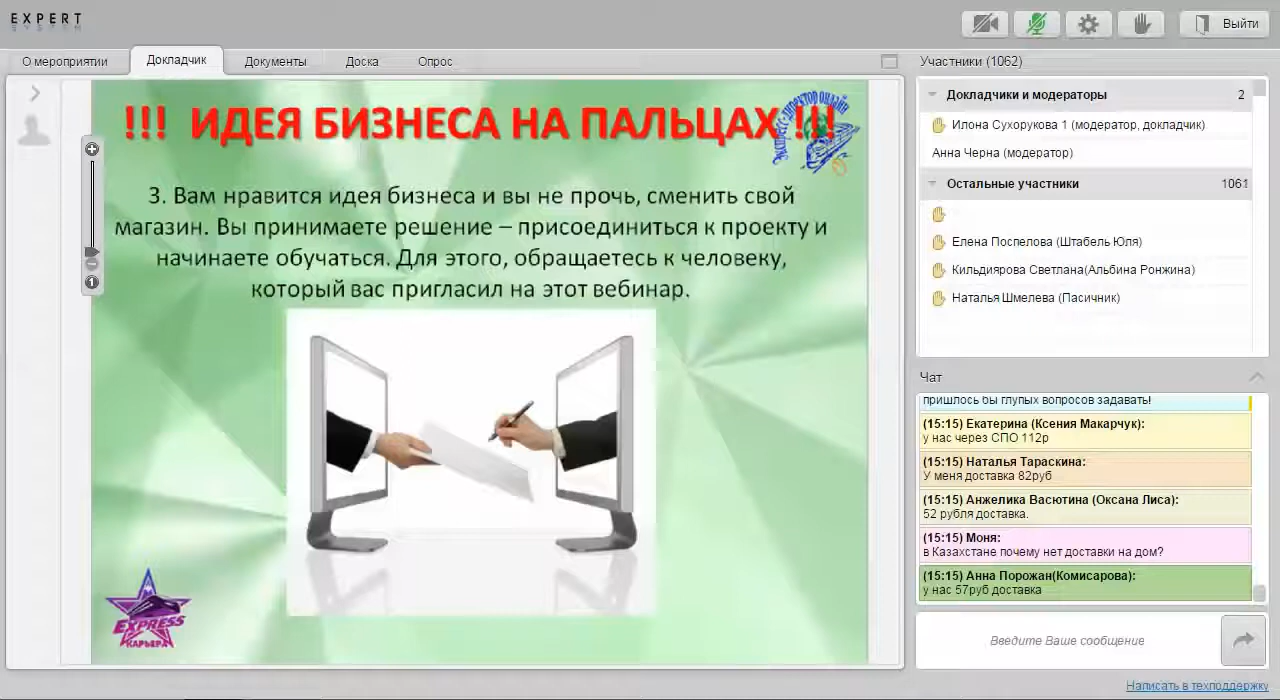 EXPERT
SYSTEM
Выйти
О мероприятии
Докладчик
Документы
Доска
Опрос
!!! ИДЕЯ БИЗНЕСА НА ПАЛЬЦАХ !!!
Экспресс-директор онлайн
3. Вам нравится идея бизнеса и вы не прочь, сменить свой
магазин. Вы принимаете решение – присоединиться к проекту и
начинаете обучаться. Для этого, обращаетесь к человеку,
который вас пригласил на этот вебинар.
EXPRESS
КАРЬЕРА
Участники (1062)
Докладчики и модераторы 2
Илона Сухорукова 1 (модератор, докладчик)
Анна Черна (модератор)
Остальные участники 1061
Елена Поспелова (Штабель Юля)
Кильдиярова Светлана(Альбина Ронжина)
Наталья Шмелева (Пасичник)
Чат
пришлось бы глупых вопросов задавать!
(15:15) Екатерина (Ксения Макарчук):
у нас через СПО 112р
(15:15) Наталья Тараскина:
У меня доставка 82руб
(15:15) Анжелика Васютина (Оксана Лиса):
52 рубля доставка.
(15:15) Моня:
в Казахстане почему нет доставки на дом?
(15:15) Анна Порожан(Комисарова):
у нас 57руб доставка
Введите Ваше сообщение
Написать в техподдержку